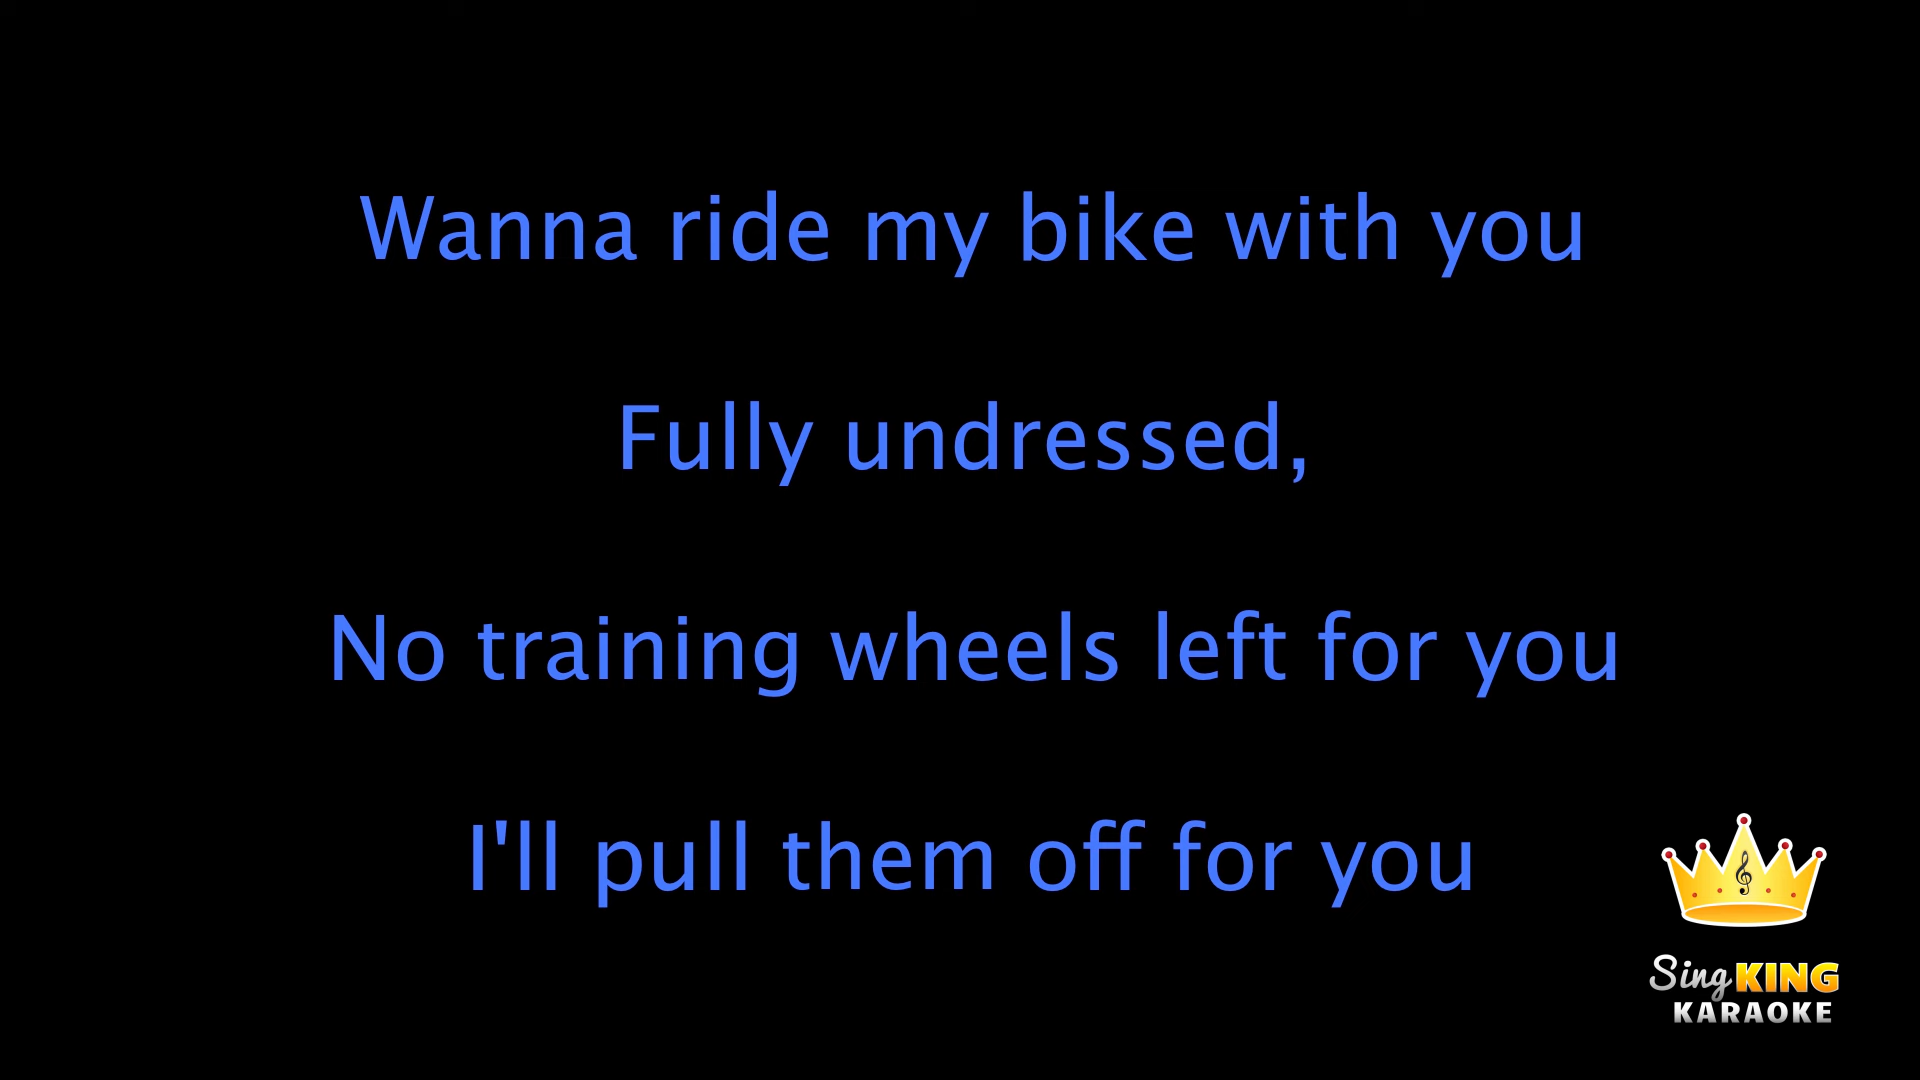 Wanna ride my bike with you
Fully undressed,
No training wheels left for you
I'll pull them off for you
Sing KING
KARAOKE